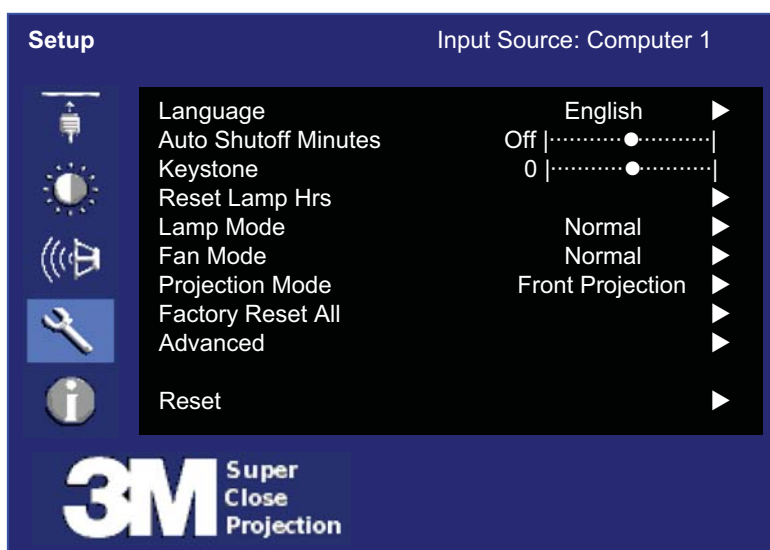 Setup Input Source: Computer 1
Language English
Auto Shutoff Minutes Off
Keystone 0
Reset Lamp Hrs
Lamp Mode Normal
Fan Mode Normal
Projection Mode Front Projection
Factory Reset All
Advanced
Reset
3M Super
Close
Projection